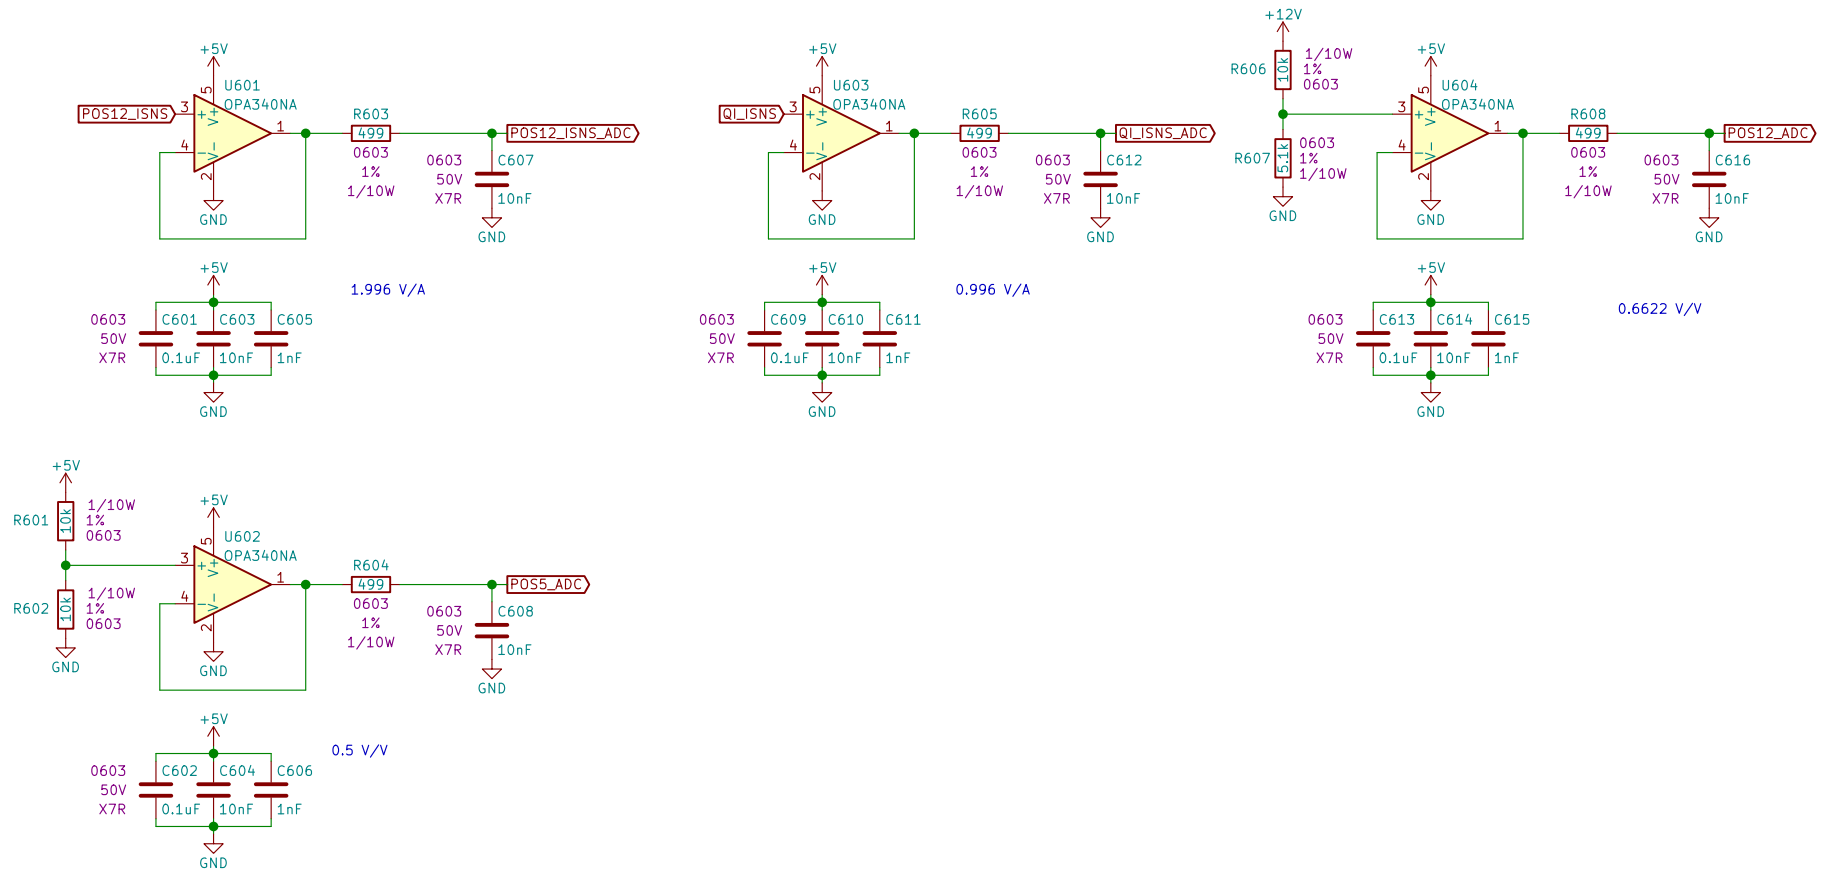 +5V
U601
OPA340NA
POS12_ISNS
3
5
+
V+
1
4
-
V-
2
GND
R603
499
0603
1%
1/10W
POS12_ISNS_ADC
0603
50V
X7R
C607
10nF
GND
+5V
0603
50V
X7R
C601
0.1uF
C603
10nF
C605
1nF
GND
1.996 V/A
+5V
U603
OPA340NA
QI_ISNS
3
5
+
V+
1
4
-
V-
2
GND
R605
499
0603
1%
1/10W
QI_ISNS_ADC
0603
50V
X7R
C612
10nF
GND
+5V
0603
50V
X7R
C609
0.1uF
C610
10nF
C611
1nF
GND
0.996 V/A
+12V
R606
10k
1/10W
1%
0603
R607
5.1k
0603
1%
1/10W
GND
+5V
U604
OPA340NA
3
5
+
V+
1
4
-
V-
2
GND
R608
499
0603
1%
1/10W
POS12_ADC
0603
50V
X7R
C616
10nF
GND
+5V
0603
50V
X7R
C613
0.1uF
C614
10nF
C615
1nF
GND
0.6622 V/V
+5V
R601
10k
1/10W
1%
0603
R602
10k
1/10W
1%
0603
GND
+5V
U602
OPA340NA
3
5
+
V+
1
4
-
V-
2
GND
R604
499
0603
1%
1/10W
POS5_ADC
0603
50V
X7R
C608
10nF
GND
+5V
0603
50V
X7R
C602
0.1uF
C604
10nF
C606
1nF
GND
0.5 V/V